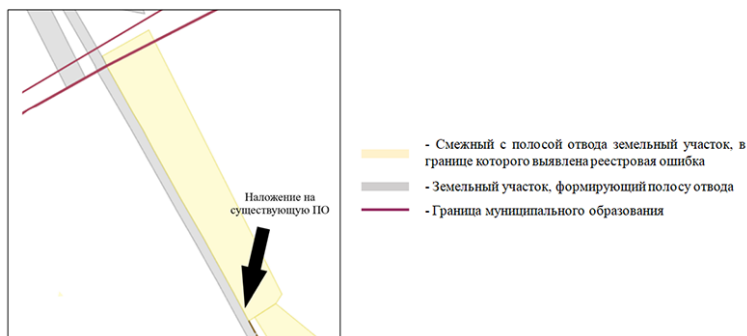 Наложение на
существующую ПО
- Смежный с полосой отвода земельный участок, в
границе которого выявлена реестровая ошибка
- Земельный участок, формирующий полосу отвода
- Граница муниципального образования